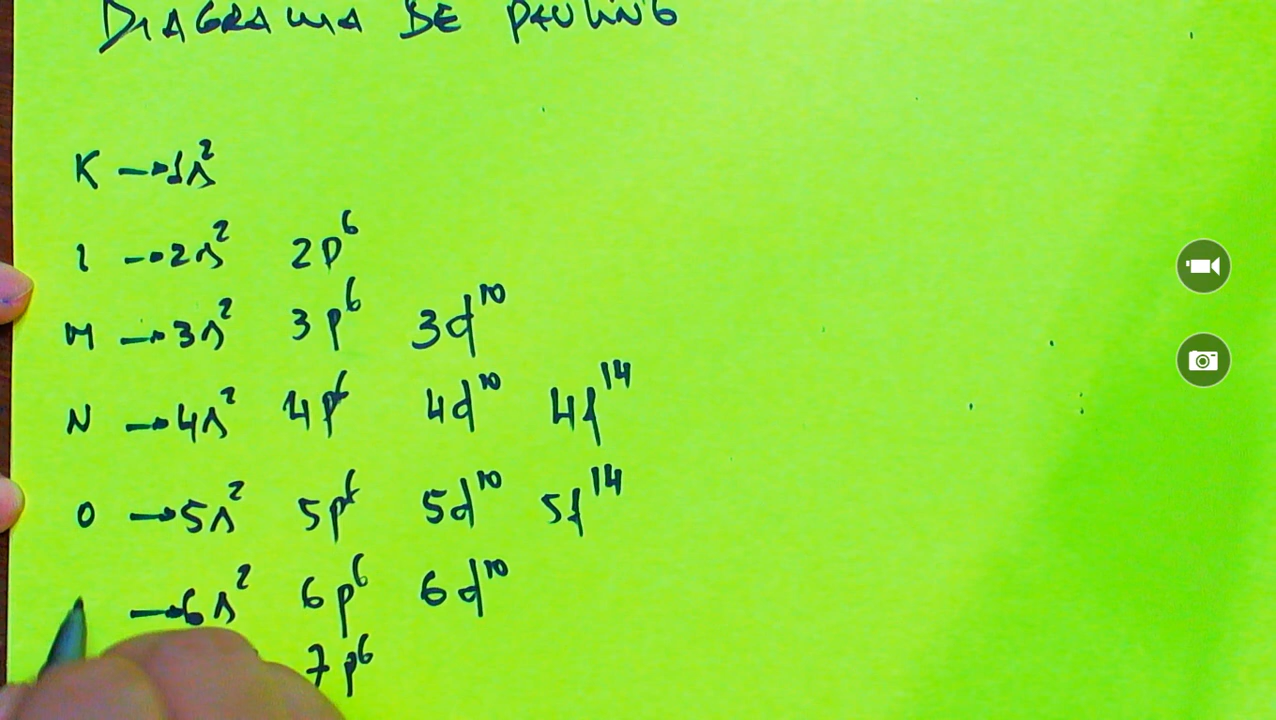 DIAGRAMA DE PAULING
K → 1s²
L → 2s² 2p⁶
M → 3s² 3p⁶ 3d¹⁰
N → 4s² 4p⁶ 4d¹⁰ 4f¹⁴
O → 5s² 5p⁶ 5d¹⁰ 5f¹⁴
→ 6s² 6p⁶ 6d¹⁰
7p⁶